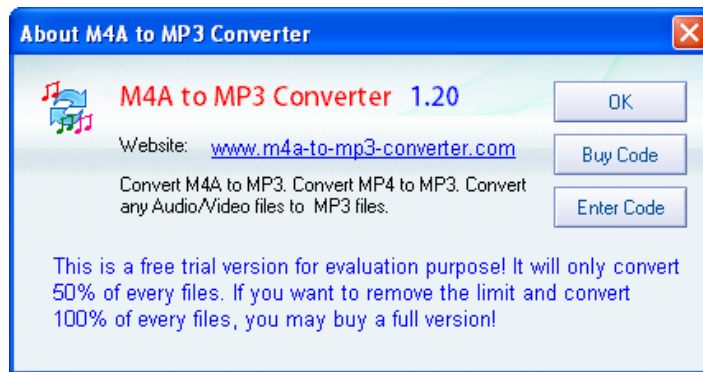 About M4A to MP3 Converter
M4A to MP3 Converter 1.20
OK
Website: www.m4a-to-mp3-converter.com
Buy Code
Convert M4A to MP3. Convert MP4 to MP3. Convert
any Audio/Video files to MP3 files.
Enter Code
This is a free trial version for evaluation purpose! It will only convert
50% of every files. If you want to remove the limit and convert
100% of every files, you may buy a full version!